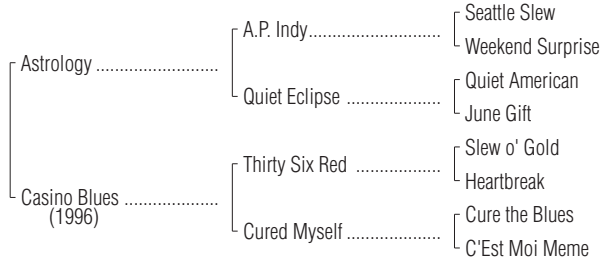 Seattle Slew
A.P. Indy..............................
Weekend Surprise
Astrology ...........................
Quiet American
Quiet Eclipse .....................
June Gift
Slew o' Gold
Thirty Six Red ...................
Heartbreak
Casino Blues .....................
(1996)
Cure the Blues
Cured Myself .....................
C'Est Moi Meme